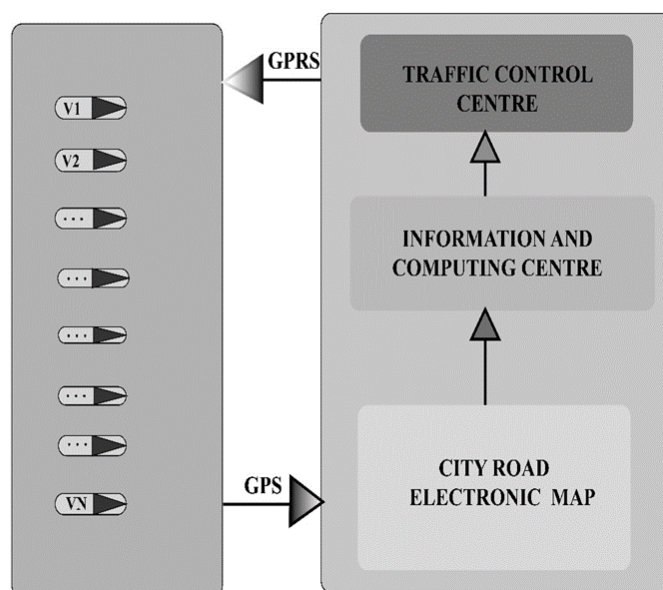 GPRS
V1
V2
...
...
...
...
...
VN
GPS
TRAFFIC CONTROL
CENTRE
INFORMATION AND
COMPUTING CENTRE
CITY ROAD
ELECTRONIC MAP